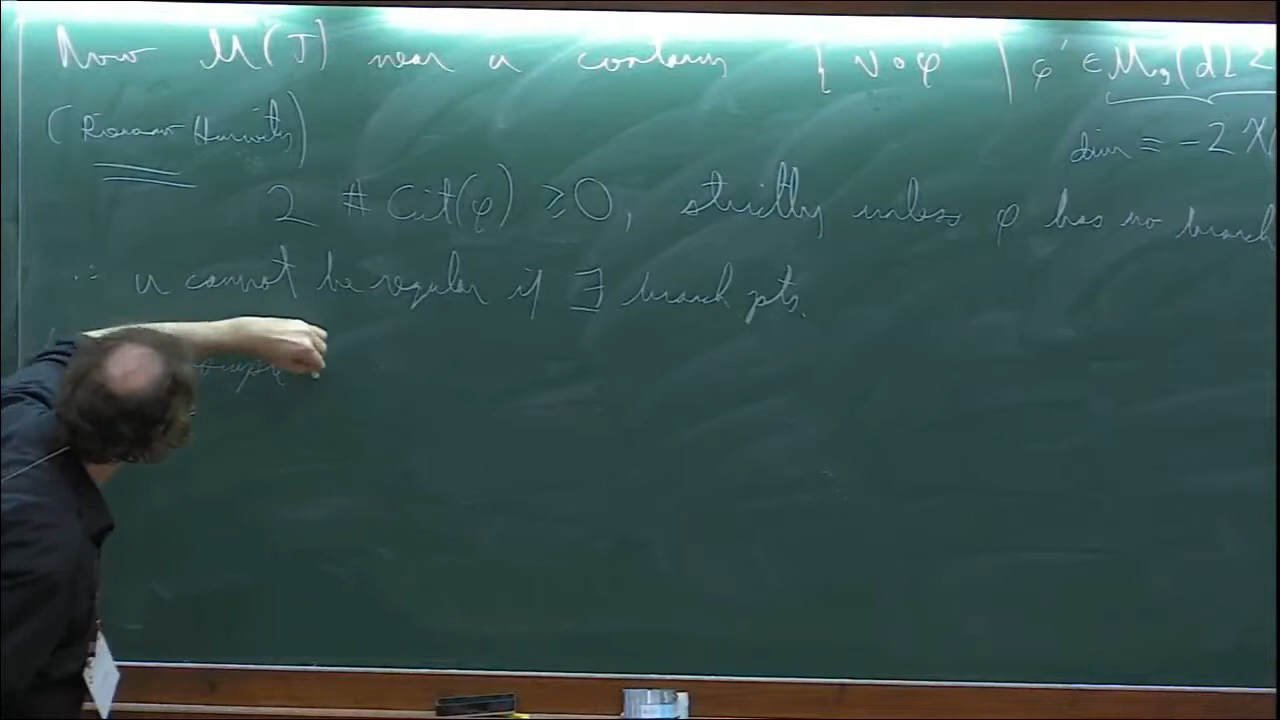 Now M(J) near u contains { v∘φ' | φ' ∈ M_g(d[Σ
(Riemann-Hurwitz)
dim = -2χ
2 # Crit(φ) ≥ 0, strictly unless φ has no branch
∴ u cannot be regular if ∃ branch pts.